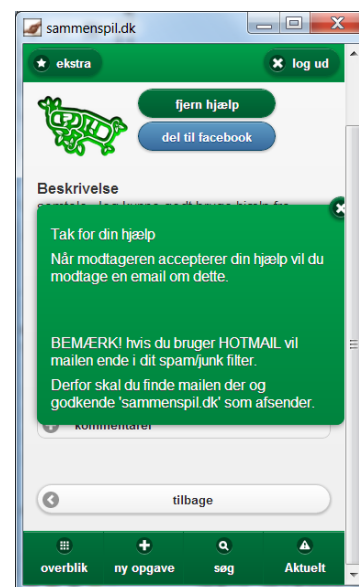 sammenspil.dk
ekstra
log ud
fjern hjælp
del til facebook
Beskrivelse
Tak for din hjælp
Når modtageren accepterer din hjælp vil du
modtage en email om dette.
BEMÆRK! hvis du bruger HOTMAIL vil
mailen ende i dit spam/junk filter.
Derfor skal du finde mailen der og
godkende 'sammenspil.dk' som afsender.
kommentarer
tilbage
overblik ny opgave søg Aktuelt